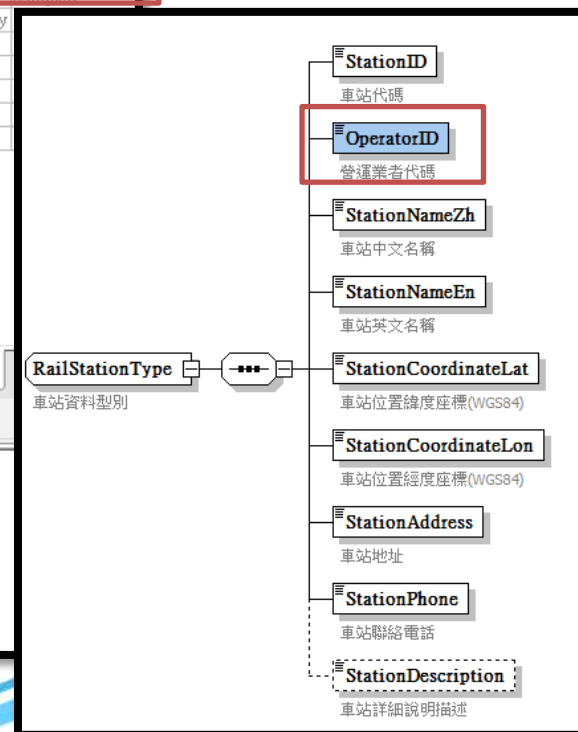 y
StationID
車站代碼
OperatorID
營運業者代碼
StationNameZh
車站中文名稱
StationNameEn
車站英文名稱
RailStationType
車站資料型別
StationCoordinateLat
車站位置緯度座標(WGS84)
StationCoordinateLon
車站位置經度座標(WGS84)
StationAddress
車站地址
StationPhone
車站聯絡電話
StationDescription
車站詳細說明描述